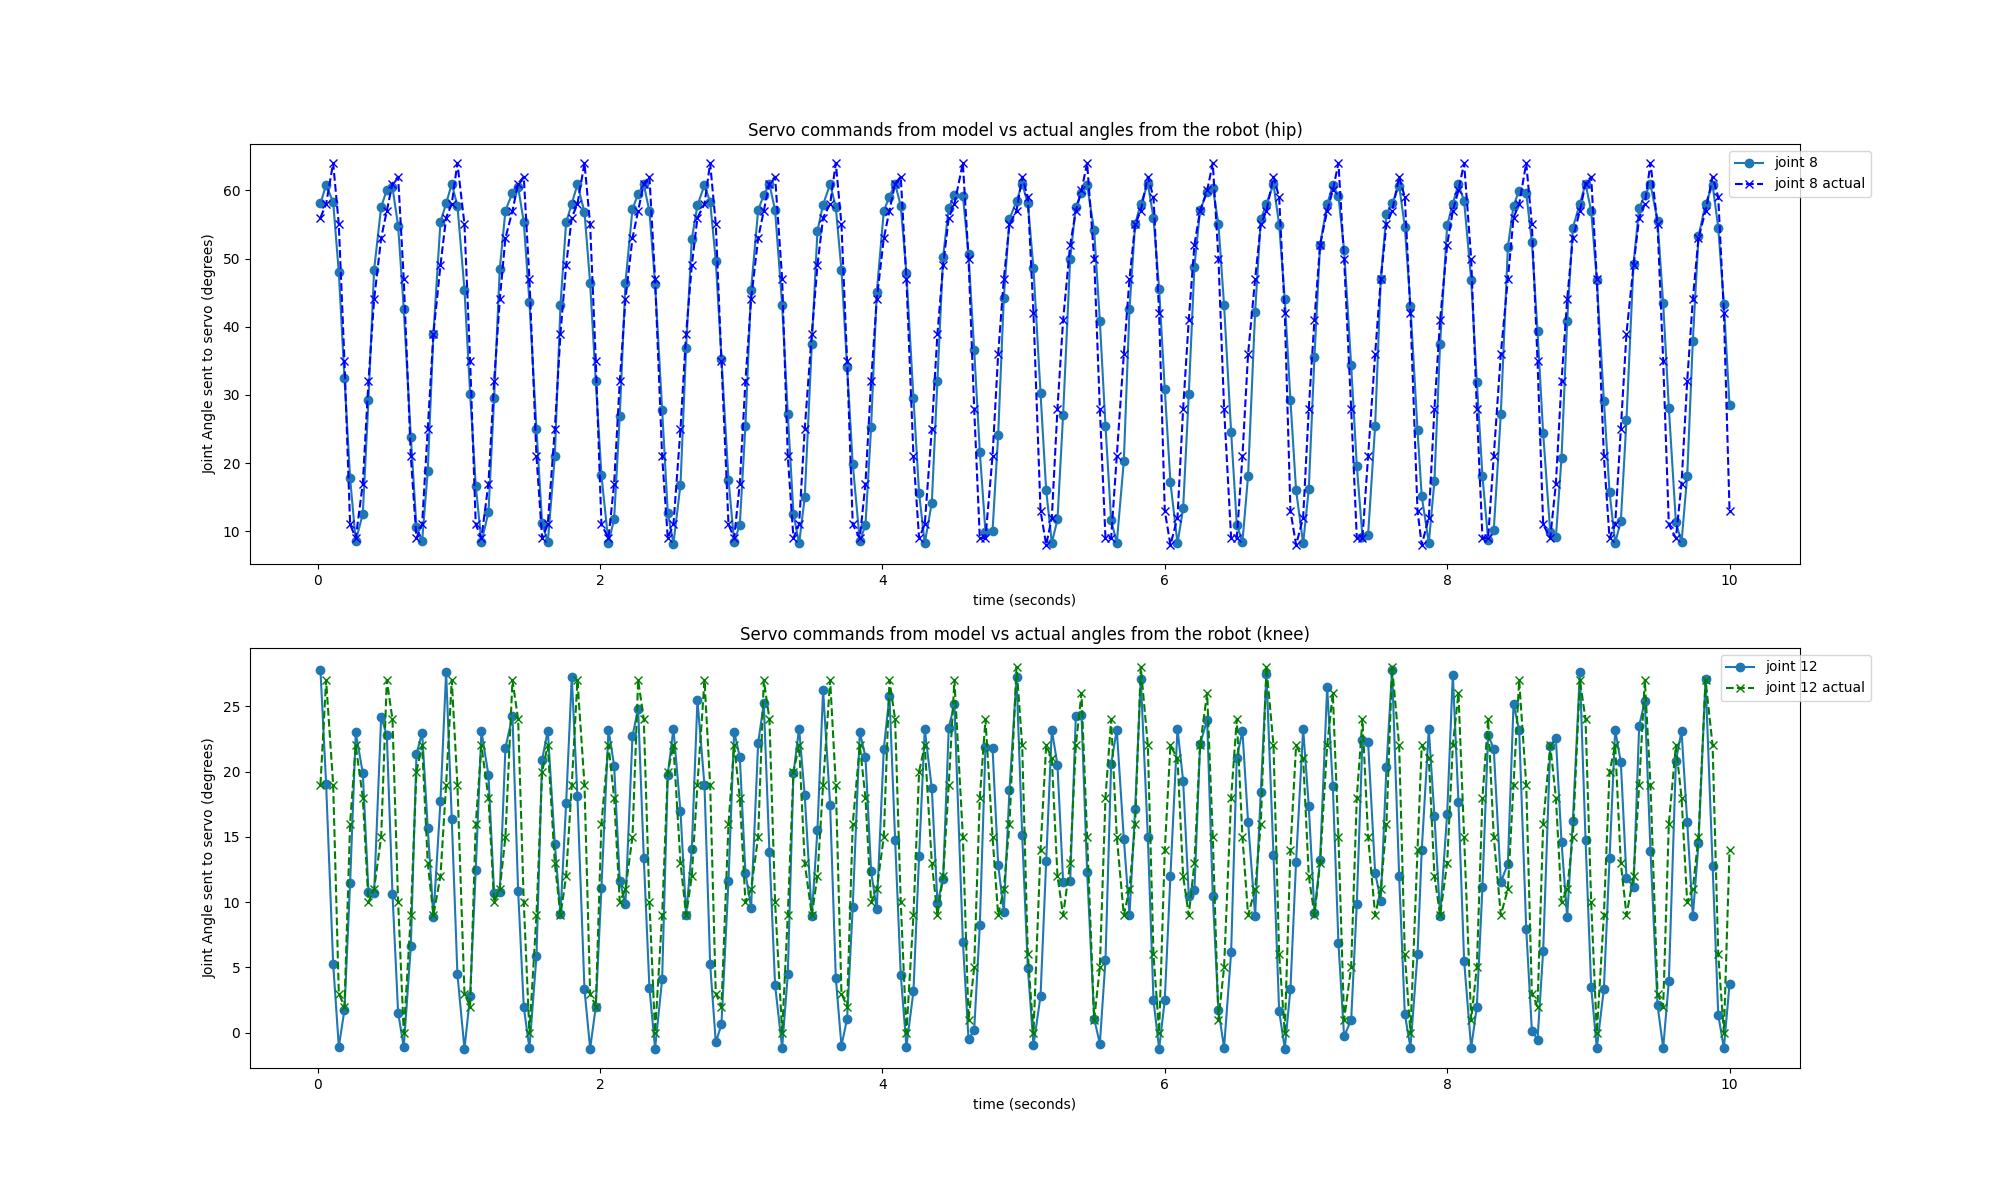 Servo commands from model vs actual angles from the robot (hip)
joint 8
joint 8 actual
Joint Angle sent to servo (degrees)
60
50
40
30
20
10
0 2 4 6 8 10
time (seconds)
Servo commands from model vs actual angles from the robot (knee)
joint 12
joint 12 actual
Joint Angle sent to servo (degrees)
25
20
15
10
5
0
0 2 4 6 8 10
time (seconds)